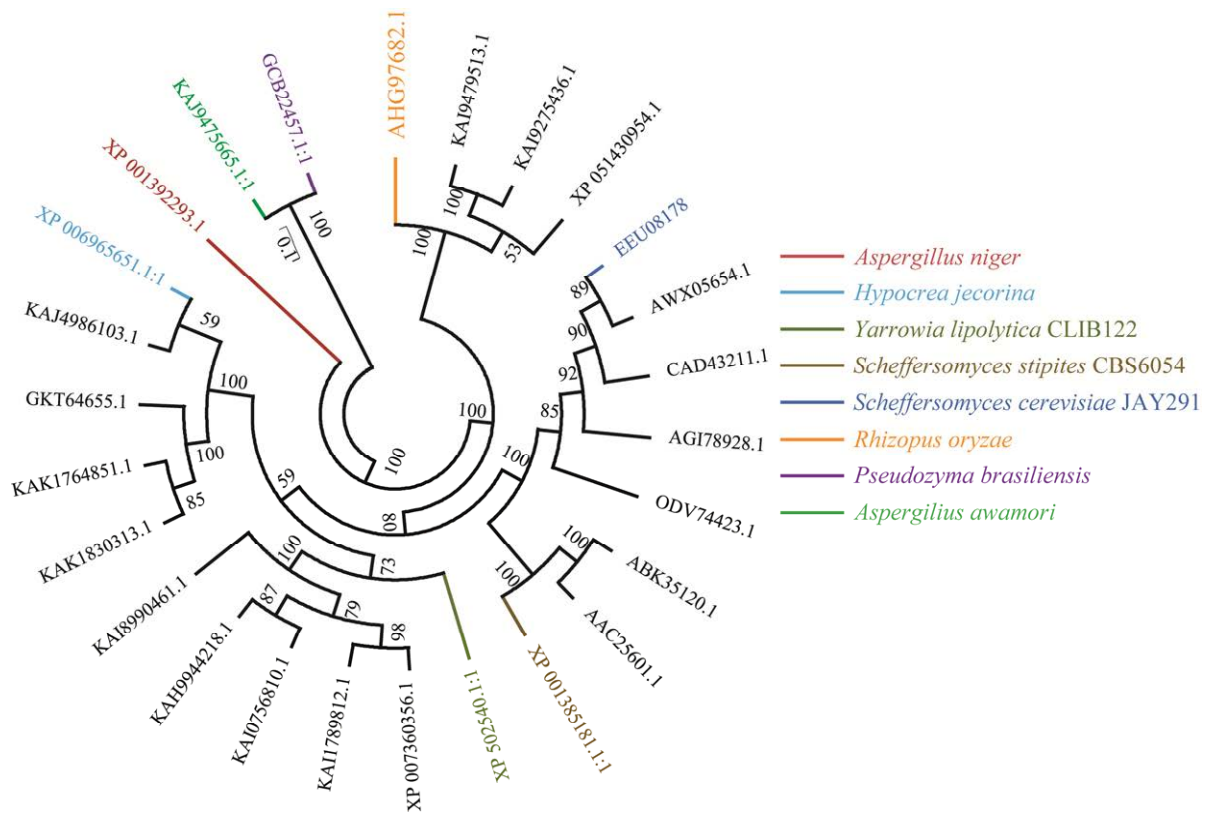 AHG97682.1
KAI9479513.1
KAI9275436.1
XP 051430954.1
EEU08178
AWX05654.1
CAD43211.1
AGI78928.1
ODV74423.1
ABK35120.1
AAC25601.1
XP 001385181.1:1
XP 502540.1:1
XP 007360356.1
KAI1789812.1
KAI0756810.1
KAH9944218.1
KAI8990461.1
KAK1830313.1
KAK1764851.1
GKT64655.1
KAJ4986103.1
XP 006965651.1:1
XP 001392293.1
KAJ9475665.1:1
GCB22457.1:1
100
0.1
100
100
53
89
90
92
85
100
100
100
100
100
80
59
59
100
100
85
100
73
87
79
98
Aspergillus niger
Hypocrea jecorina
Yarrowia lipolytica CLIB122
Scheffersomyces stipites CBS6054
Scheffersomyces cerevisiae JAY291
Rhizopus oryzae
Pseudozyma brasiliensis
Aspergilius awamori